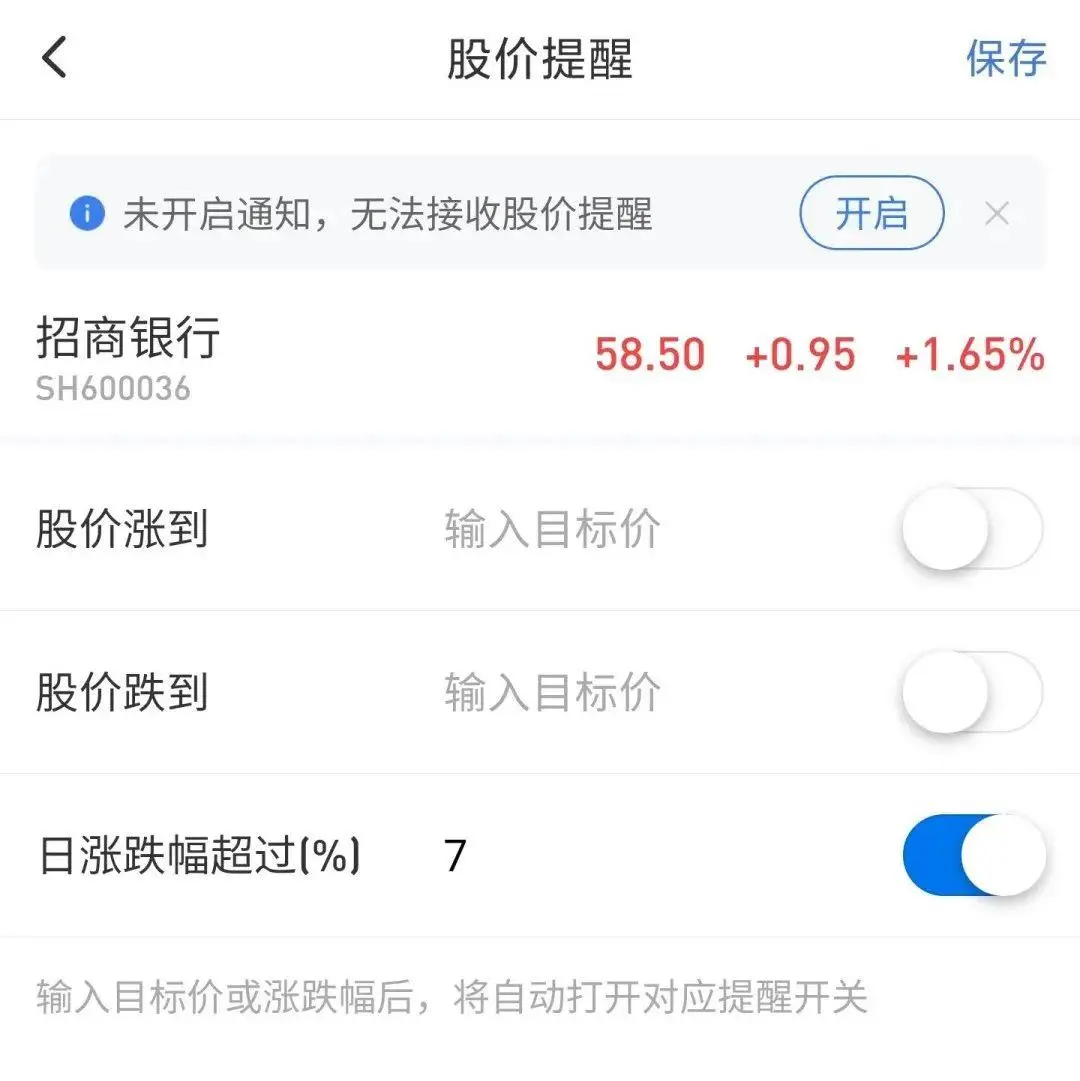 股价提醒 保存
未开启通知，无法接收股价提醒 开启
招商银行
SH600036
58.50 +0.95 +1.65%
股价涨到 输入目标价
股价跌到 输入目标价
日涨跌幅超过(%) 7
输入目标价或涨跌幅后，将自动打开对应提醒开关